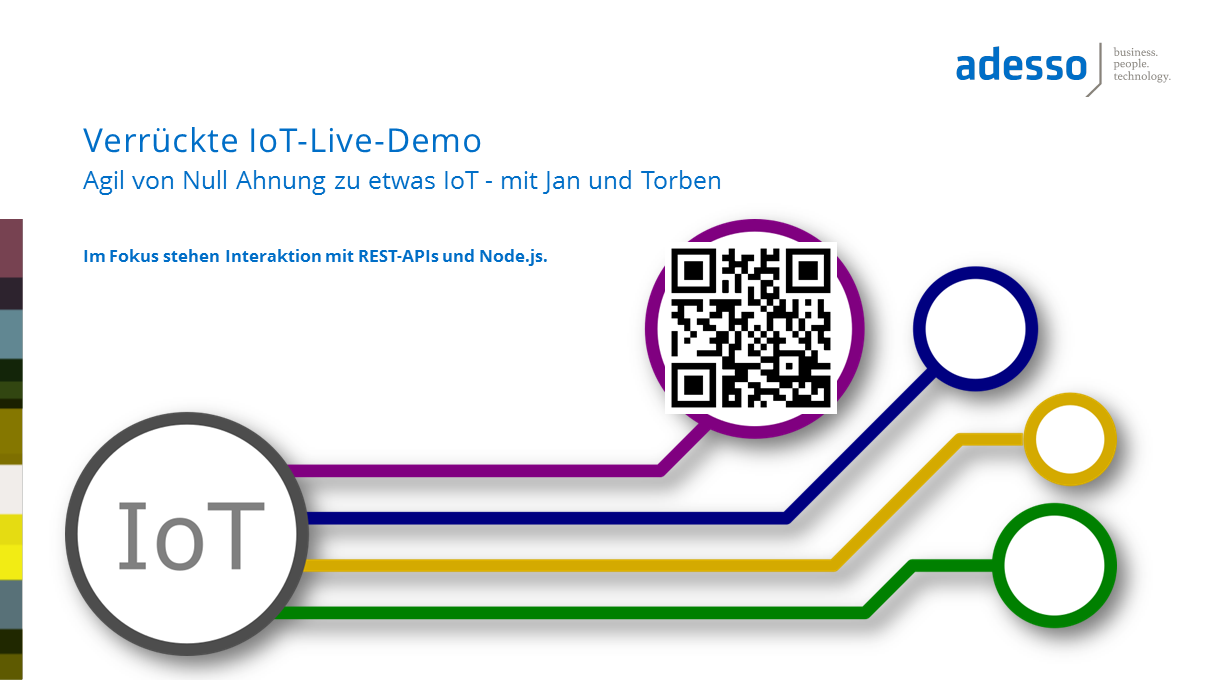 adesso
business.
people.
technology.
Verrückte IoT-Live-Demo
Agil von Null Ahnung zu etwas IoT - mit Jan und Torben
Im Fokus stehen Interaktion mit REST-APIs und Node.js.
IoT